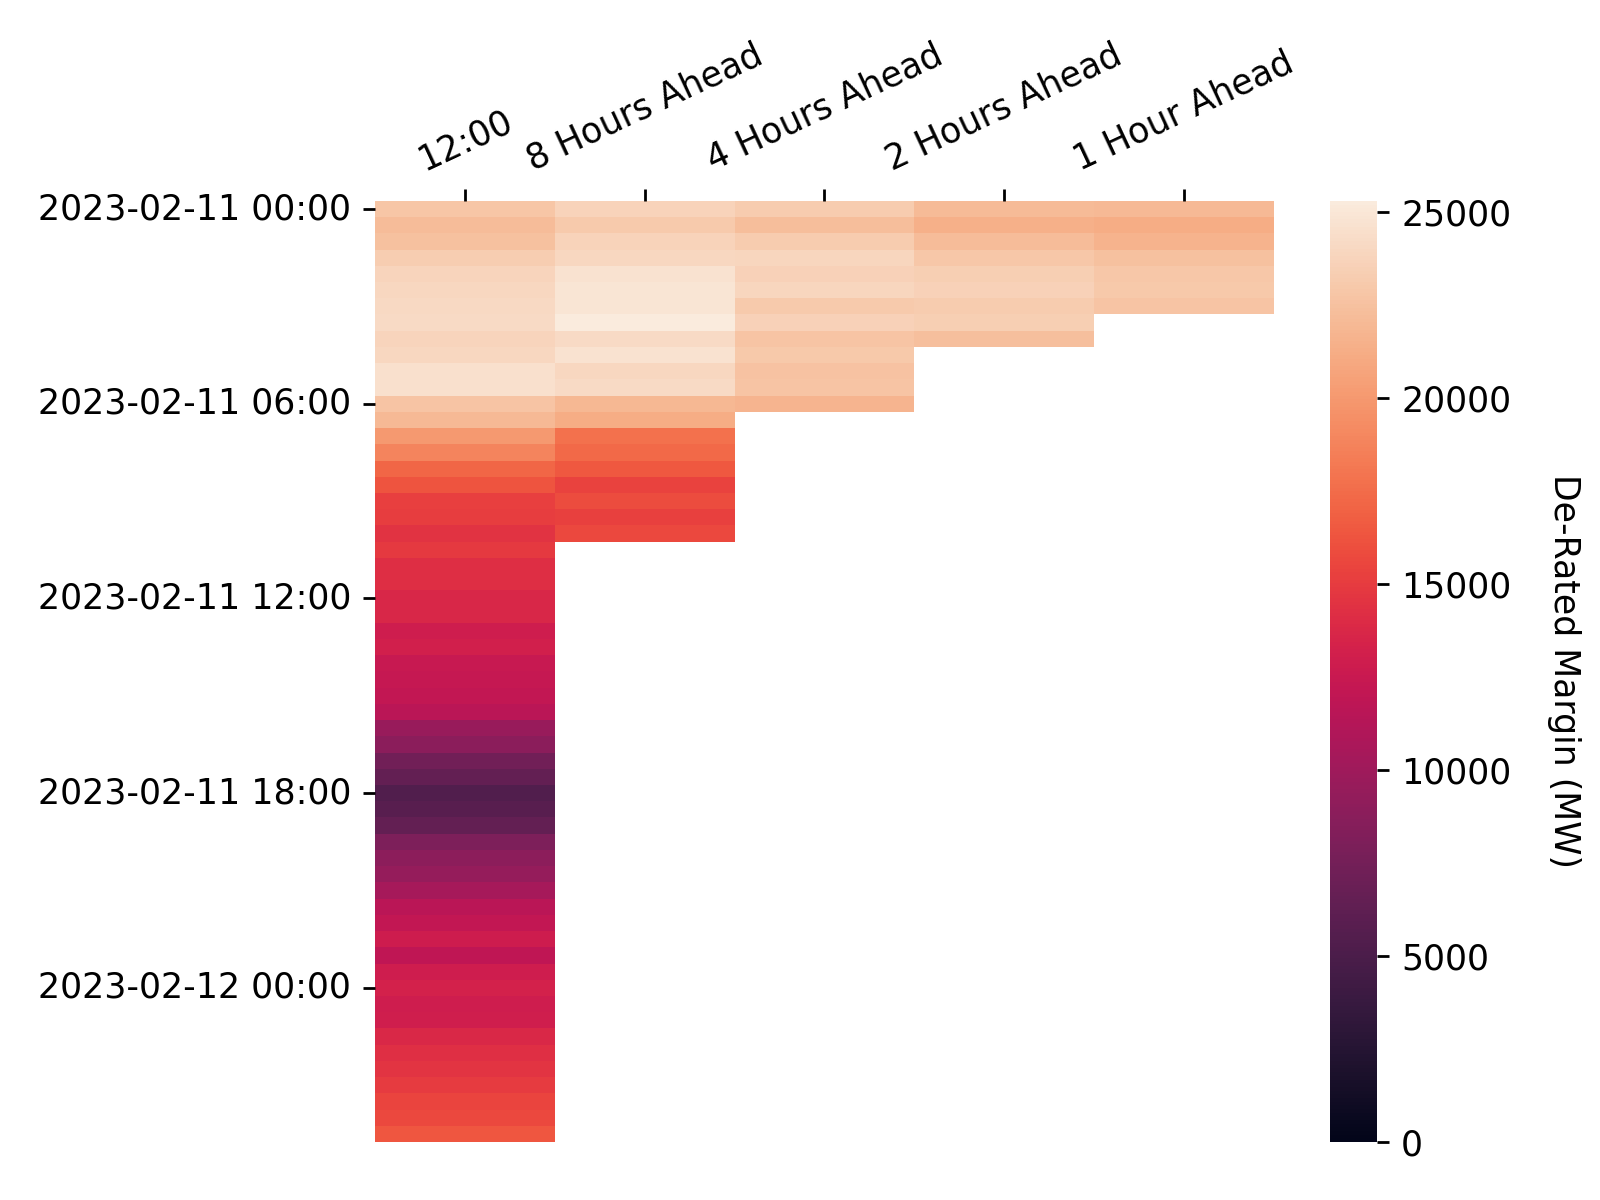 12:00
8 Hours Ahead
4 Hours Ahead
2 Hours Ahead
1 Hour Ahead
2023-02-11 00:00
2023-02-11 06:00
2023-02-11 12:00
2023-02-11 18:00
2023-02-12 00:00
25000
20000
15000
10000
5000
0
De-Rated Margin (MW)